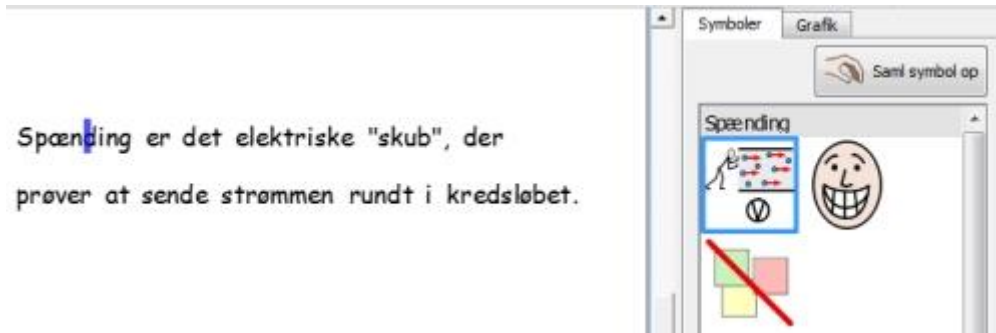 Spænding er det elektriske "skub", der
prøver at sende strømmen rundt i kredsløbet.
Symboler
Grafik
Saml symbol op
Spænding
V